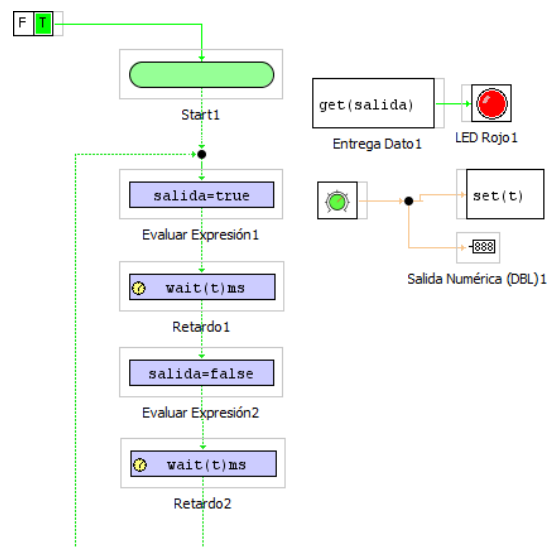 F T
Start1
salida=true
Evaluar Expresión1
wait(t)ms
Retardo1
salida=false
Evaluar Expresión2
wait(t)ms
Retardo2
get(salida)
Entrega Dato1
LED Rojo1
set(t)
-888
Salida Numérica (DBL)1